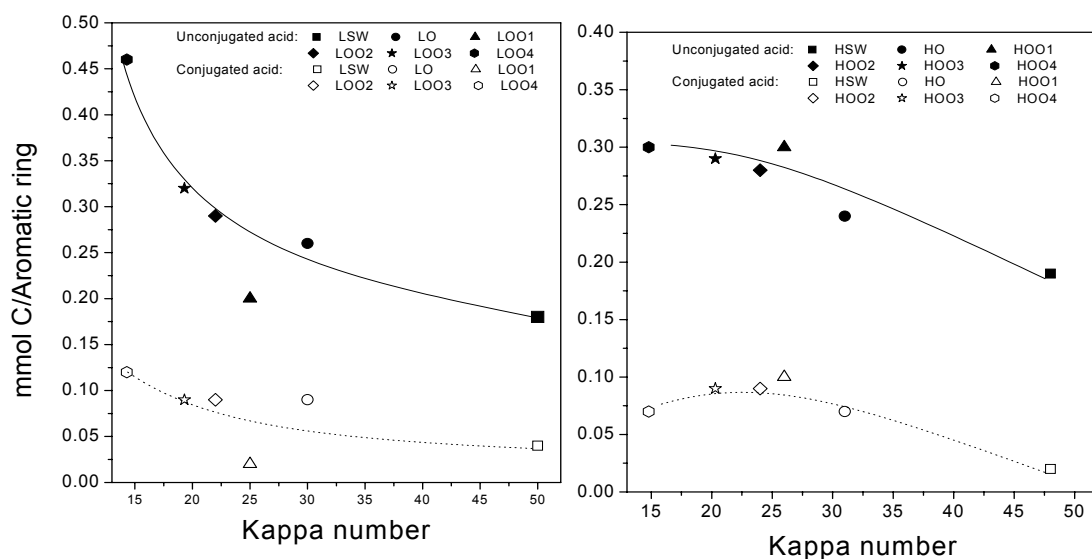 0.50
0.45
0.40
0.35
0.30
0.25
0.20
0.15
0.10
0.05
0.00
mmol C/Aromatic ring
Unconjugated acid: LSW LO LOO1
LOO2 LOO3 LOO4
Conjugated acid: LSW LO LOO1
LOO2 LOO3 LOO4
15 20 25 30 35 40 45 50
Kappa number
0.40
0.35
0.30
0.25
0.20
0.15
0.10
0.05
0.00
Unconjugated acid: HSW HO HOO1
HOO2 HOO3 HOO4
Conjugated acid: HSW HO HOO1
HOO2 HOO3 HOO4
15 20 25 30 35 40 45 50
Kappa number